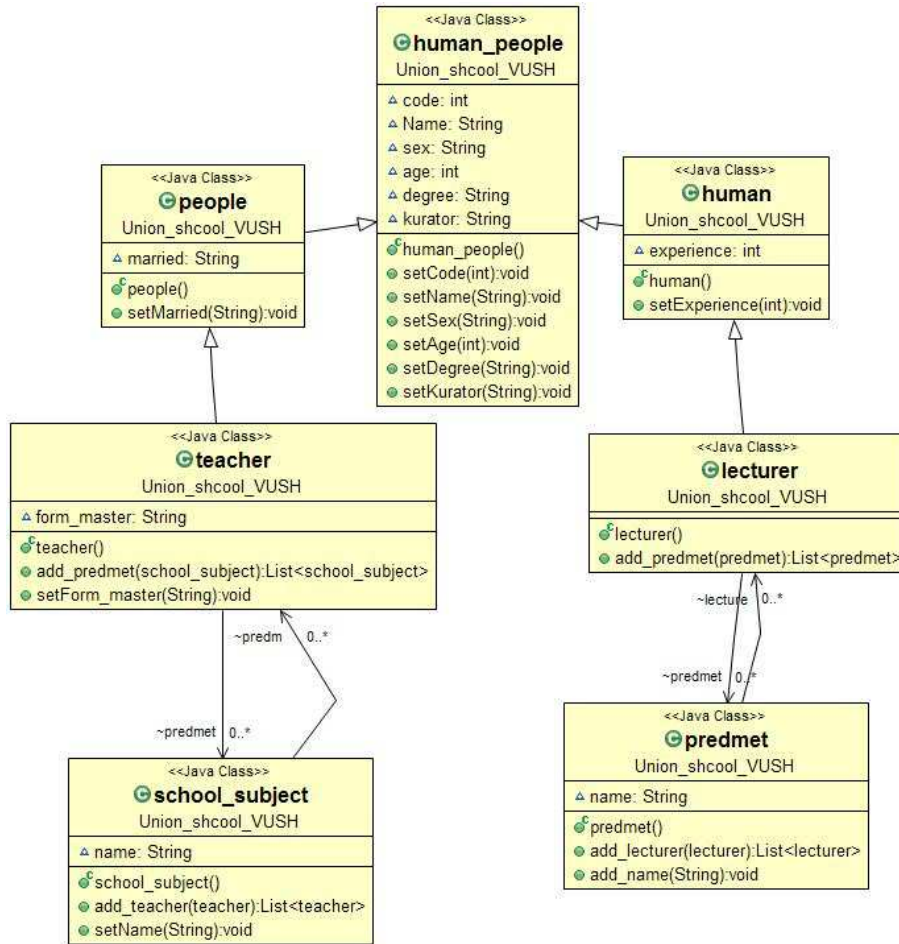 <<Java Class>>
human_people
Union_shcool_VUSH
code: int
Name: String
sex: String
age: int
degree: String
kurator: String
human_people()
setCode(int):void
setName(String):void
setSex(String):void
setAge(int):void
setDegree(String):void
setKurator(String):void
<<Java Class>>
people
Union_shcool_VUSH
married: String
people()
setMarried(String):void
<<Java Class>>
human
Union_shcool_VUSH
experience: int
human()
setExperience(int):void
<<Java Class>>
teacher
Union_shcool_VUSH
form_master: String
teacher()
add_predmet(school_subject):List<school_subject>
setForm_master(String):void
<<Java Class>>
lecturer
Union_shcool_VUSH
lecturer()
add_predmet(predmet):List<predmet>
~predm 0..*
~predmet 0..*
~lecture 0..*
~predmet 0..*
<<Java Class>>
school_subject
Union_shcool_VUSH
name: String
school_subject()
add_teacher(teacher):List<teacher>
setName(String):void
<<Java Class>>
predmet
Union_shcool_VUSH
name: String
predmet()
add_lecturer(lecturer):List<lecturer>
add_name(String):void